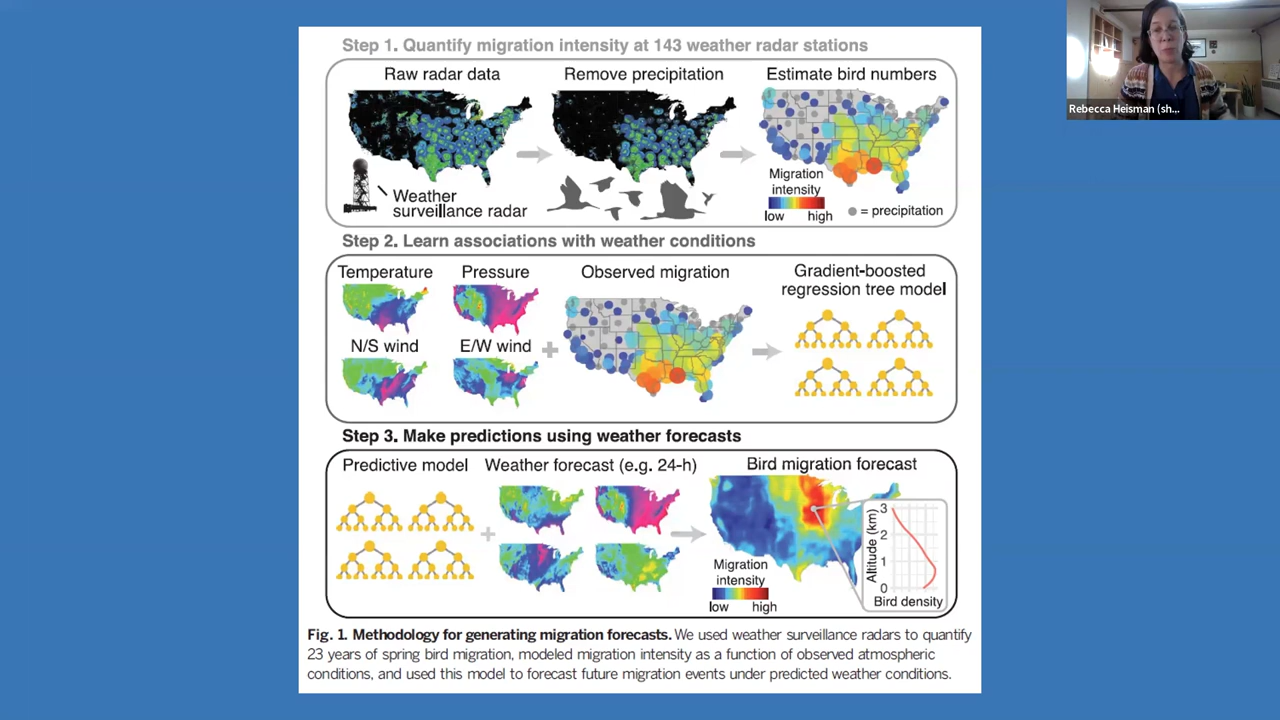 Step 1. Quantify migration intensity at 143 weather radar stations
Raw radar data
Remove precipitation
Estimate bird numbers
Weather
surveillance radar
Migration
intensity
low high
= precipitation
Step 2. Learn associations with weather conditions
Temperature
Pressure
N/S wind
E/W wind
+
Observed migration
Gradient-boosted
regression tree model
Step 3. Make predictions using weather forecasts
Predictive model
+
Weather forecast (e.g. 24-h)
Bird migration forecast
Migration
intensity
low high
Altitude (km)
3
2
1
0
Bird density
Fig. 1. Methodology for generating migration forecasts. We used weather surveillance radars to quantify
23 years of spring bird migration, modeled migration intensity as a function of observed atmospheric
conditions, and used this model to forecast future migration events under predicted weather conditions.
Rebecca Heisman (sh...